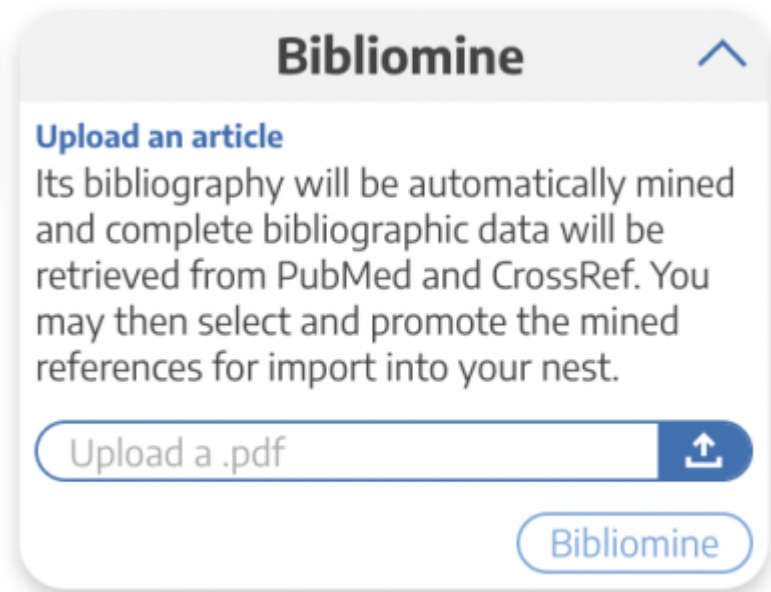 Bibliomine
Upload an article
Its bibliography will be automatically mined
and complete bibliographic data will be
retrieved from PubMed and CrossRef. You
may then select and promote the mined
references for import into your nest.
Upload a .pdf
Bibliomine